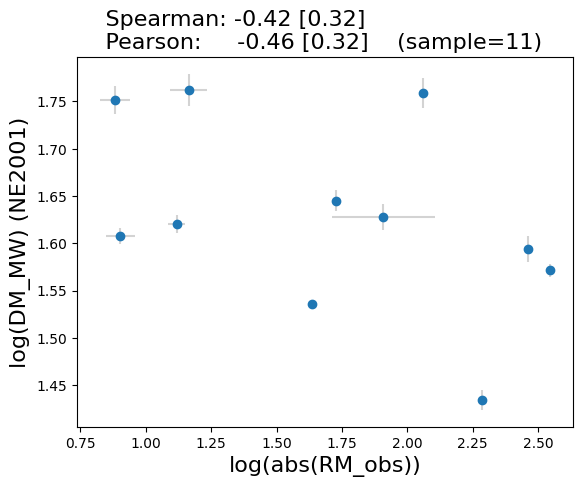 Spearman: -0.42 [0.32]
Pearson: -0.46 [0.32] (sample=11)
log(DM_MW) (NE2001)
1.75
1.70
1.65
1.60
1.55
1.50
1.45
0.75 1.00 1.25 1.50 1.75 2.00 2.25 2.50
log(abs(RM_obs))